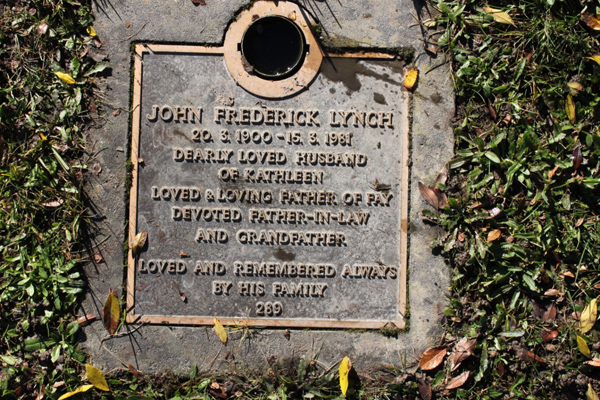 JOHN FREDERICK LYNCH
20. 3. 1900 - 15. 3. 1981
DEARLY LOVED HUSBAND
OF KATHLEEN
LOVED & LOVING FATHER OF FAY
DEVOTED FATHER-IN-LAW
AND GRANDFATHER
LOVED AND REMEMBERED ALWAYS
BY HIS FAMILY
289